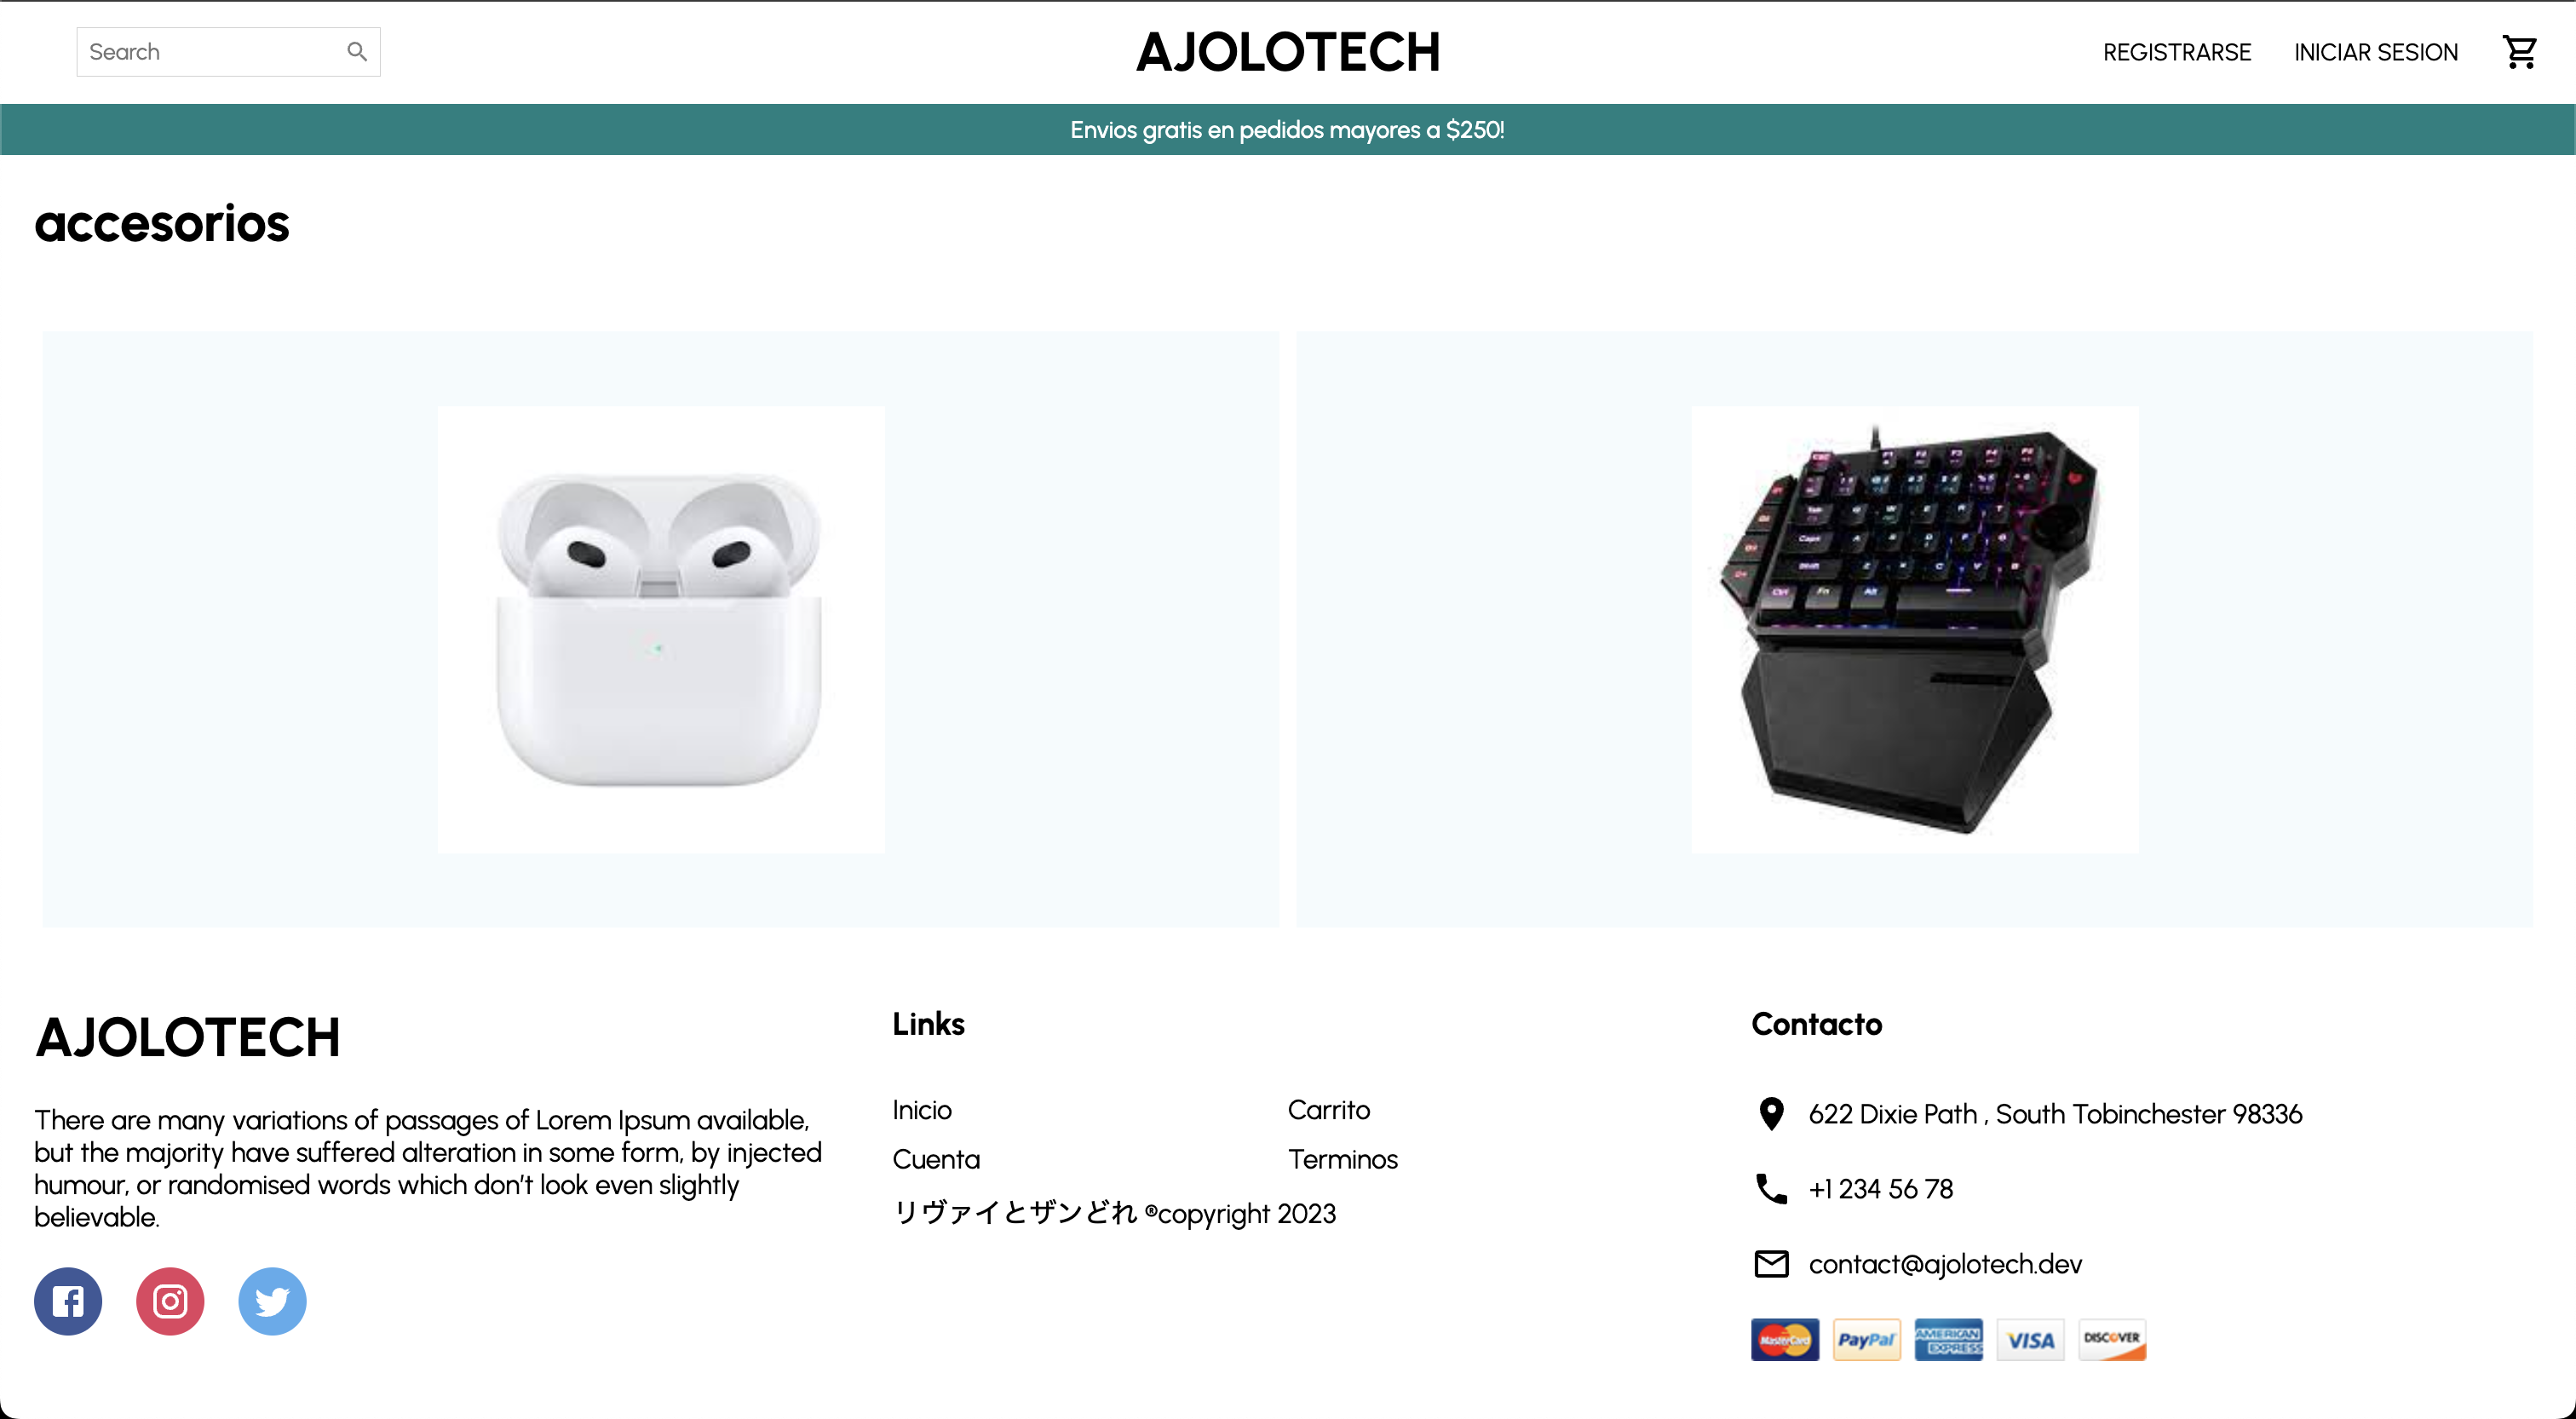 Search
AJOLOTECH
REGISTRARSE
INICIAR SESION
Envios gratis en pedidos mayores a $250!
accesorios
AJOLOTECH
There are many variations of passages of Lorem Ipsum available,
but the majority have suffered alteration in some form, by injected
humour, or randomised words which don't look even slightly
believable.
Links
Inicio
Carrito
Cuenta
Terminos
リヴァイとザンどれ ®copyright 2023
Contacto
622 Dixie Path , South Tobinchester 98336
+1 234 56 78
contact@ajolotech.dev
MasterCard
PayPal
AMERICAN
EXPRESS
VISA
DISCOVER